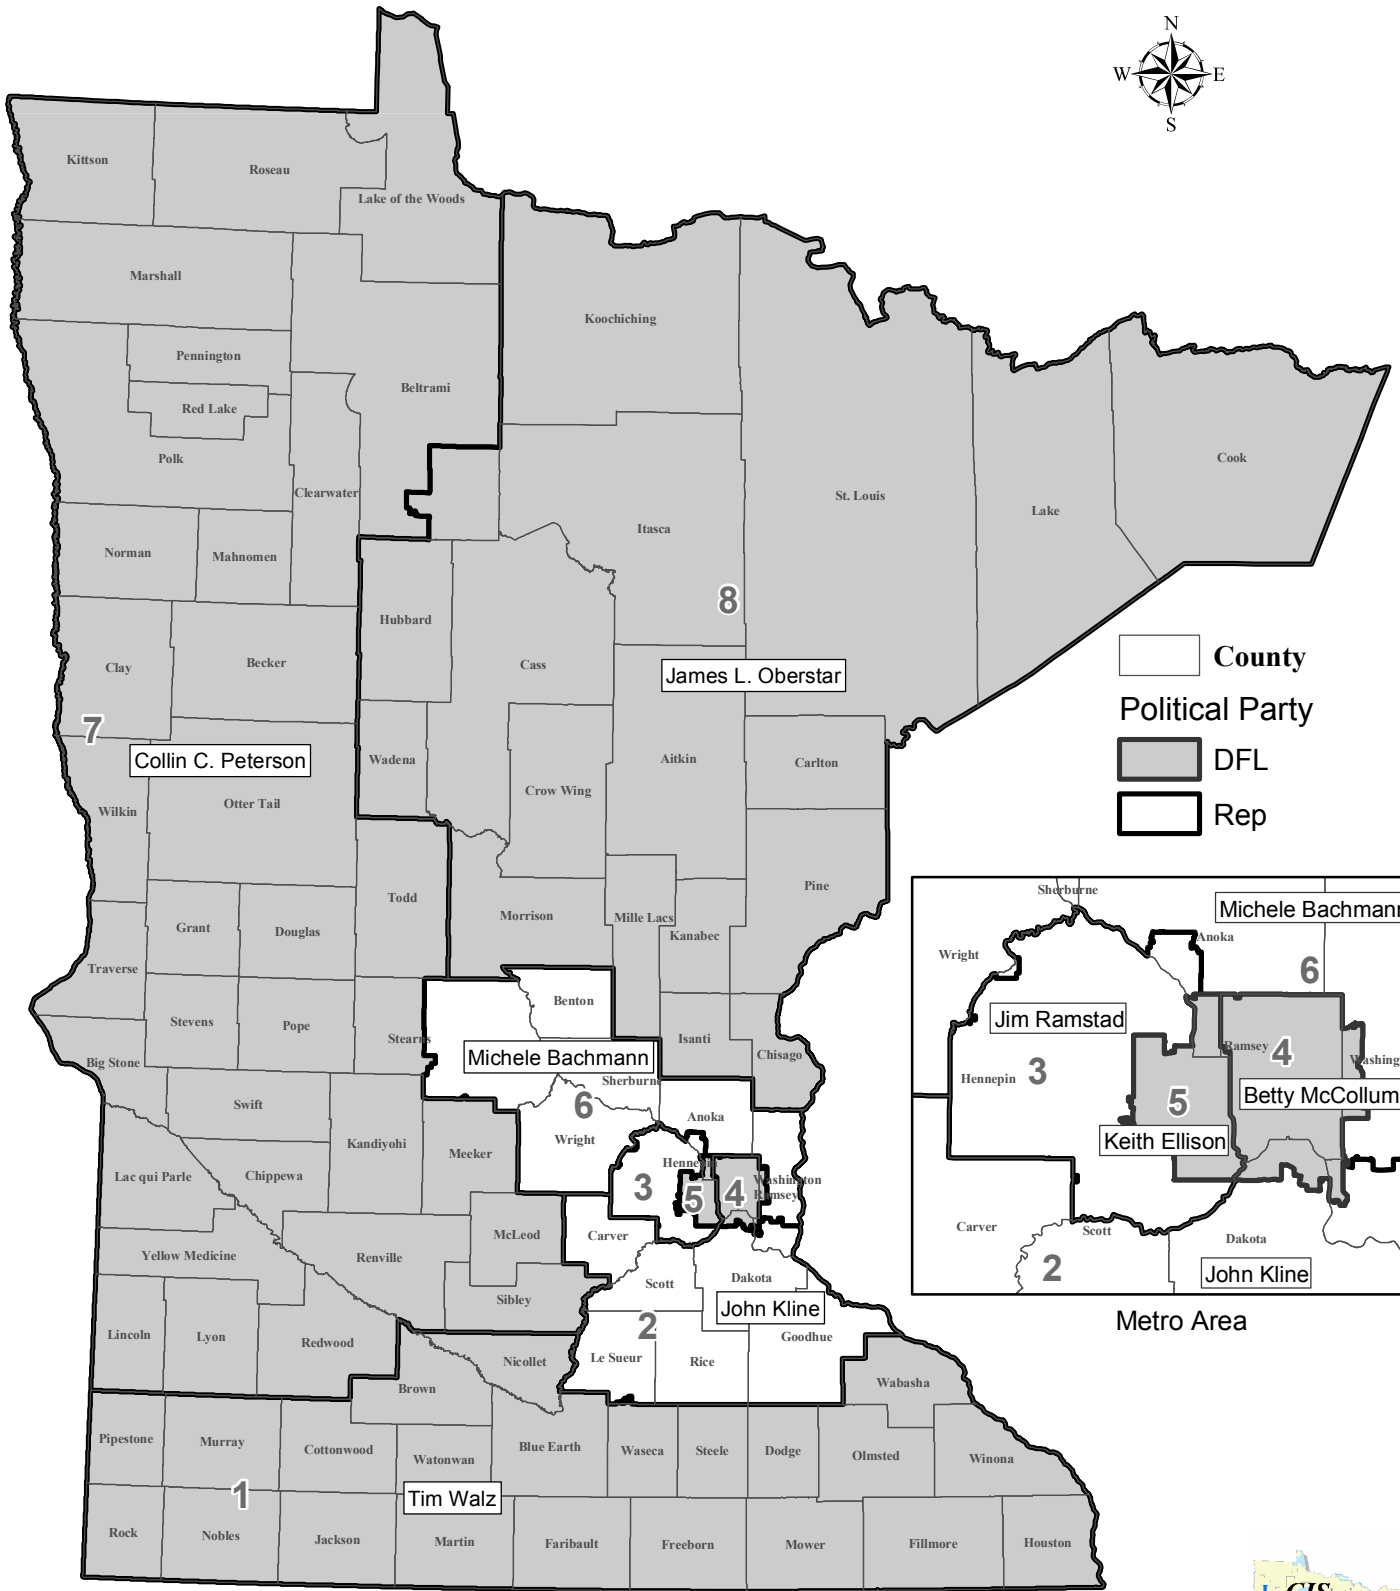 N
W E
S
Kittson
Roseau
Lake of the Woods
Marshall
Koochiching
Pennington
Beltrami
Red Lake
Polk
Cook
Clearwater
St. Louis
Lake
Itasca
Norman
Mahnomen
8
Hubbard
Clay
Becker
Cass
James L. Oberstar
County
Political Party
DFL
Rep
7
Collin C. Peterson
Wadena
Aitkin
Carlton
Crow Wing
Wilkin
Otter Tail
Pine
Todd
Morrison
Mille Lacs
Kanabec
Grant
Douglas
Traverse
Benton
Stevens
Pope
Stearns
Isanti
Chisago
Big Stone
Michele Bachmann
Sherburne
Swift
6
Anoka
Wright
Kandiyohi
Meeker
Hennepin
Lac qui Parle
Chippewa
3
5
4
Washington
Ramsey
McLeod
Carver
Yellow Medicine
Renville
Scott
Dakota
Sibley
John Kline
Lincoln
Lyon
Redwood
2
Goodhue
Le Sueur
Rice
Nicollet
Brown
Wabasha
Pipestone
Murray
Cottonwood
Watonwan
Blue Earth
Waseca
Steele
Dodge
Olmsted
Winona
1
Tim Walz
Rock
Nobles
Jackson
Martin
Faribault
Freeborn
Mower
Fillmore
Houston
Sherburne
Michele Bachmann
Anoka
Wright
6
Jim Ramstad
Ramsey
4
Washing
Hennepin 3
5
Betty McCollum
Keith Ellison
Carver
Scott
Dakota
2
John Kline
Metro Area
GIS